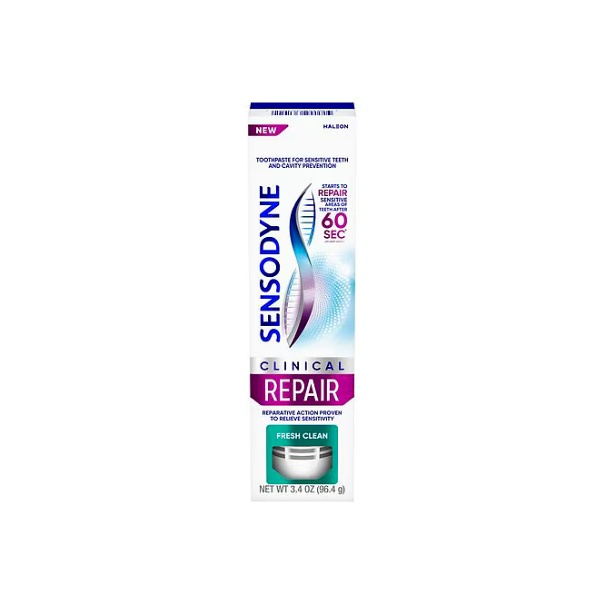 NEW
HALEON
TOOTHPASTE FOR SENSITIVE TEETH
AND CAVITY PREVENTION
SENSODYNE
STARTS TO
REPAIR
SENSITIVE
AREAS OF
TEETH AFTER
60
SEC*
CLINICAL
REPAIR
REPARATIVE ACTION PROVEN
TO RELIEVE SENSITIVITY
FRESH CLEAN
NET WT 3.4 OZ (96.4 g)